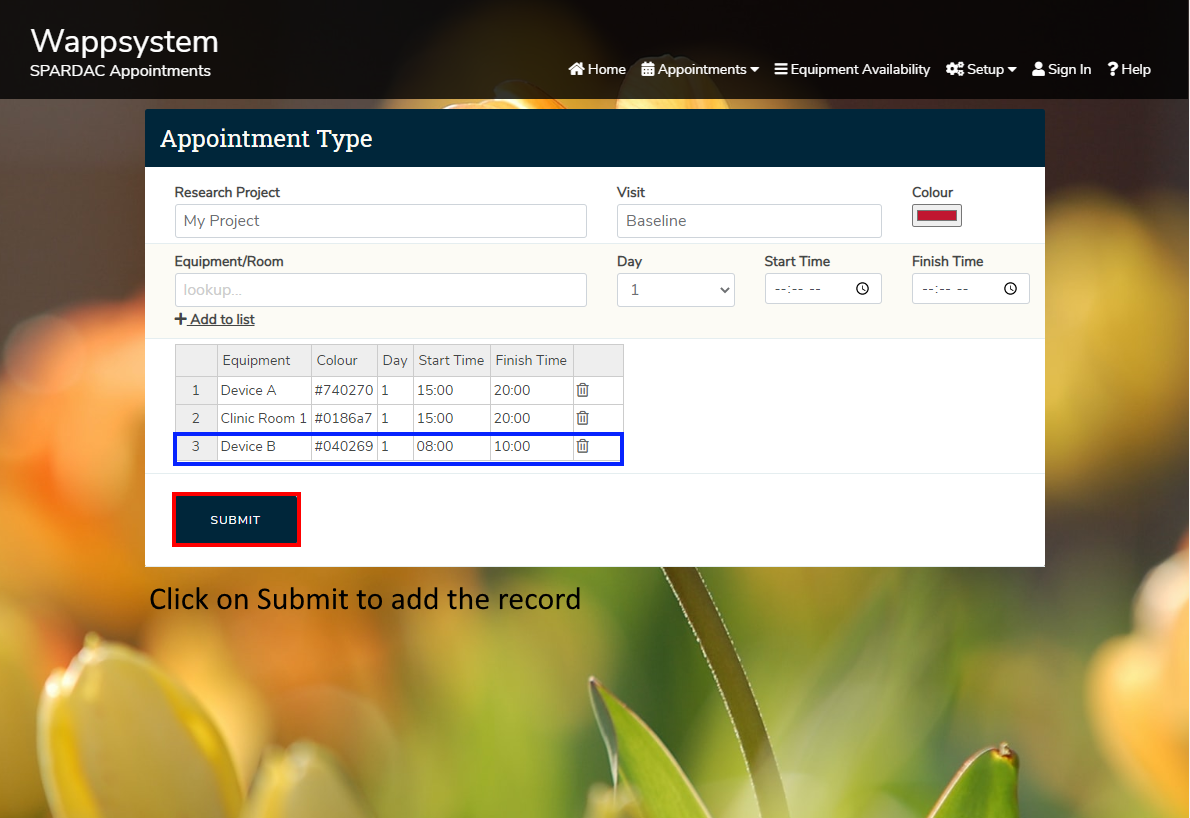 Wappsystem
SPARDAC Appointments
Home Appointments Equipment Availability Setup Sign In Help
Appointment Type
Research Project Visit Colour
My Project Baseline
Equipment/Room Day Start Time Finish Time
lookup... 1 --:-- -- --:-- --
Add to list
Equipment Colour Day Start Time Finish Time
1 Device A #740270 1 15:00 20:00
2 Clinic Room 1 #0186a7 1 15:00 20:00
3 Device B #040269 1 08:00 10:00
SUBMIT
Click on Submit to add the record